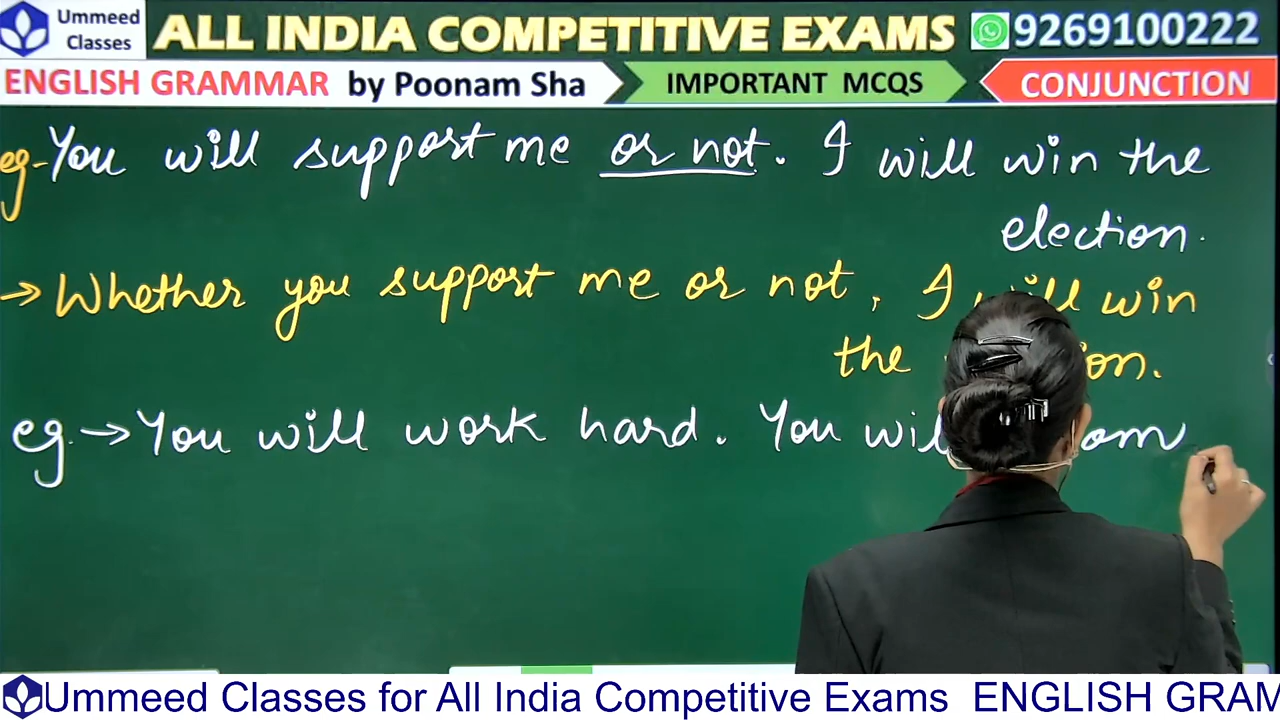 Ummeed
Classes
ALL INDIA COMPETITIVE EXAMS
9269100222
ENGLISH GRAMMAR by Poonam Sha
IMPORTANT MCQS
CONJUNCTION
eg- You will support me or not. I will win the
election.
→ Whether you support me or not, I will win
the
eg. → You will work hard. You
Ummeed Classes for All India Competitive Exams ENGLISH GRAM